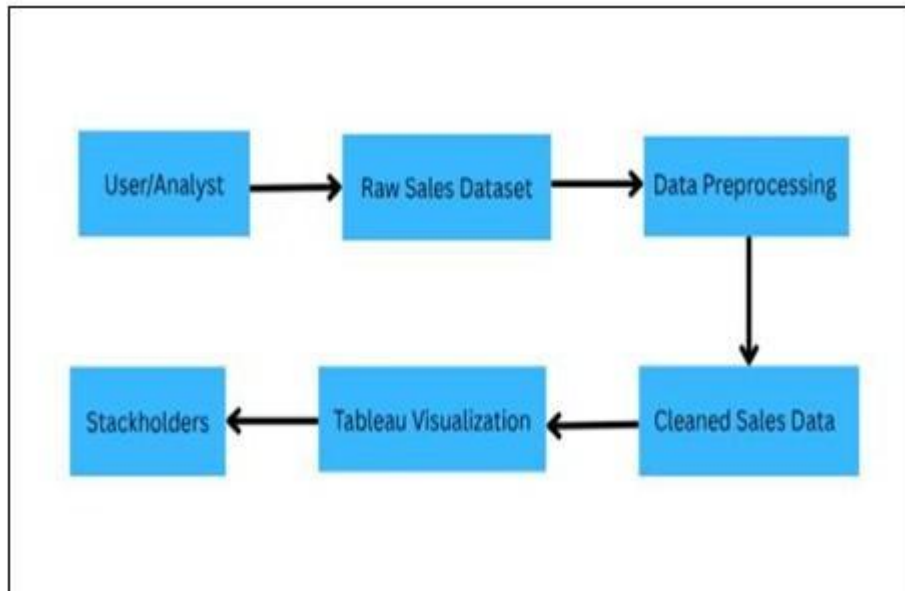 User/Analyst
Raw Sales Dataset
Data Preprocessing
Cleaned Sales Data
Tableau Visualization
Stackholders